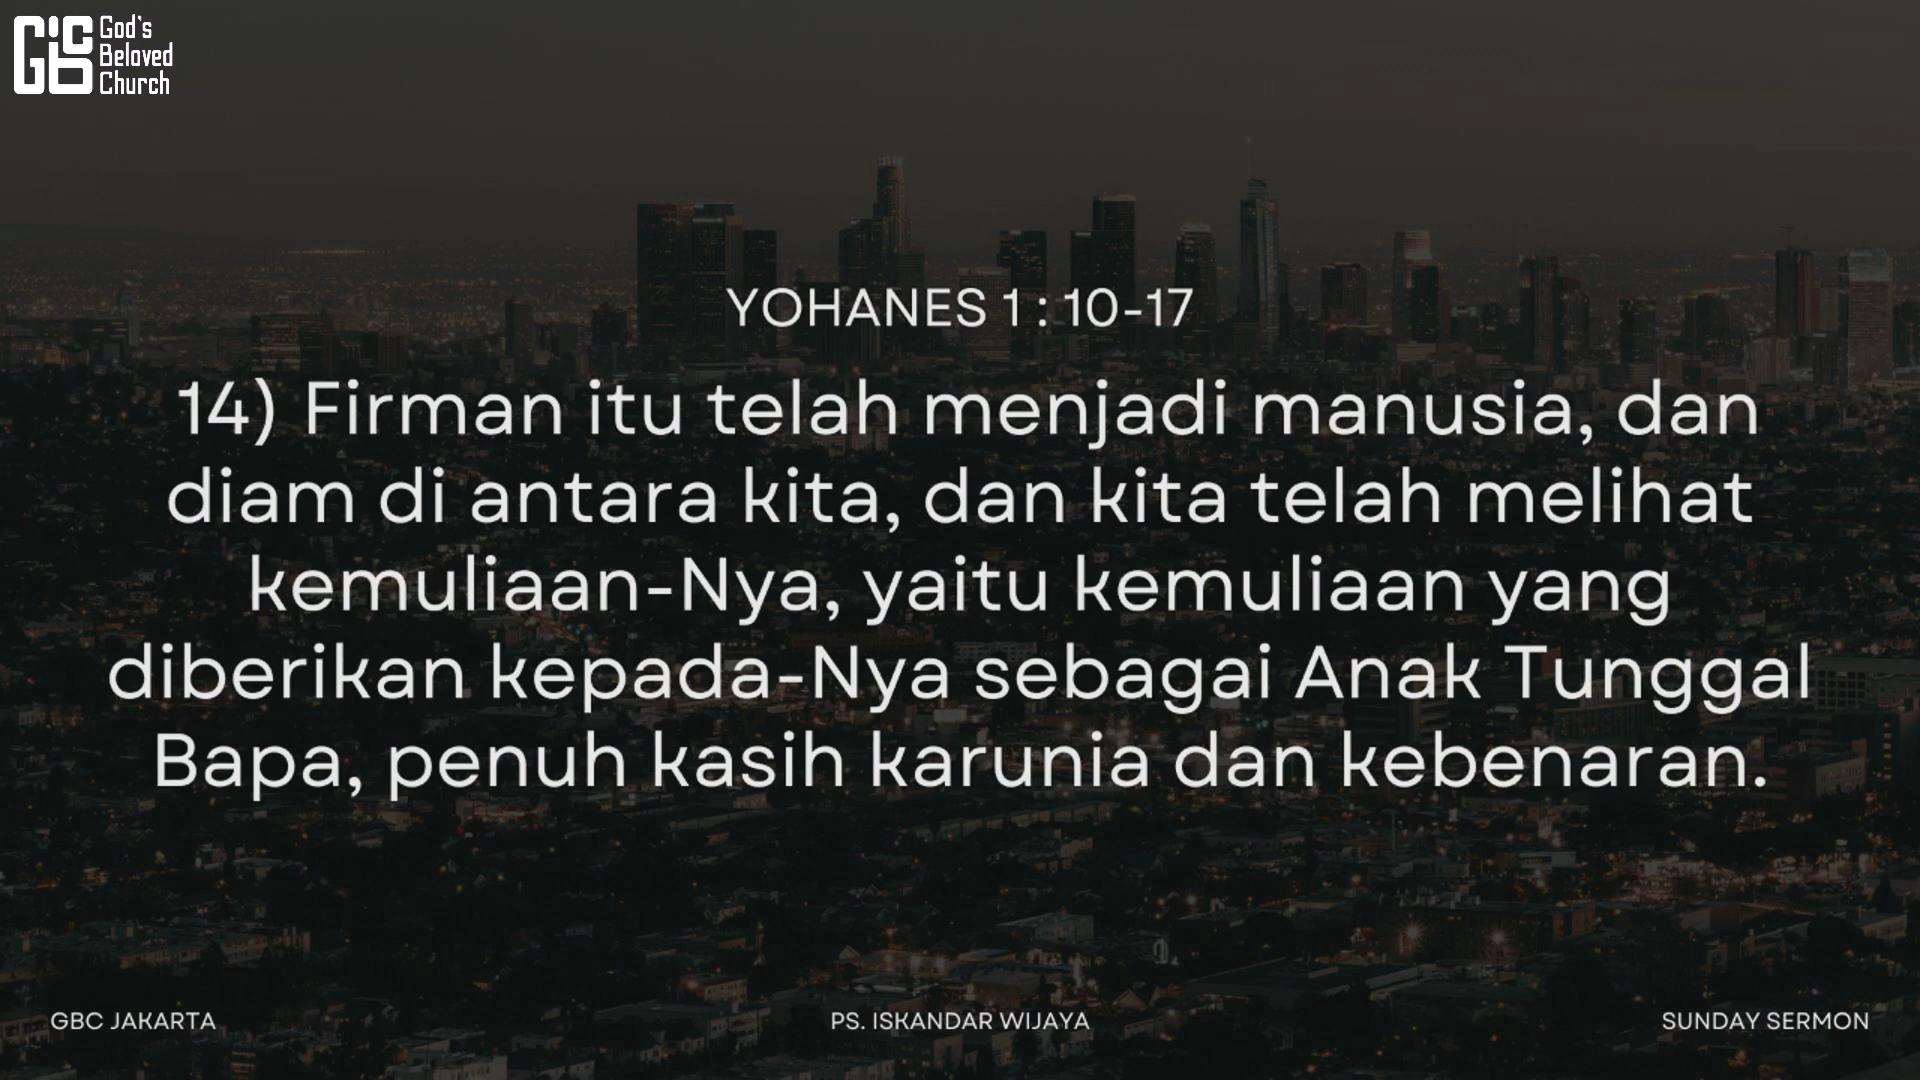 God's
Beloved
Church
YOHANES 1 : 10-17
14) Firman itu telah menjadi manusia, dan
diam di antara kita, dan kita telah melihat
kemuliaan-Nya, yaitu kemuliaan yang
diberikan kepada-Nya sebagai Anak Tunggal
Bapa, penuh kasih karunia dan kebenaran.
GBC JAKARTA
PS. ISKANDAR WIJAYA
SUNDAY SERMON